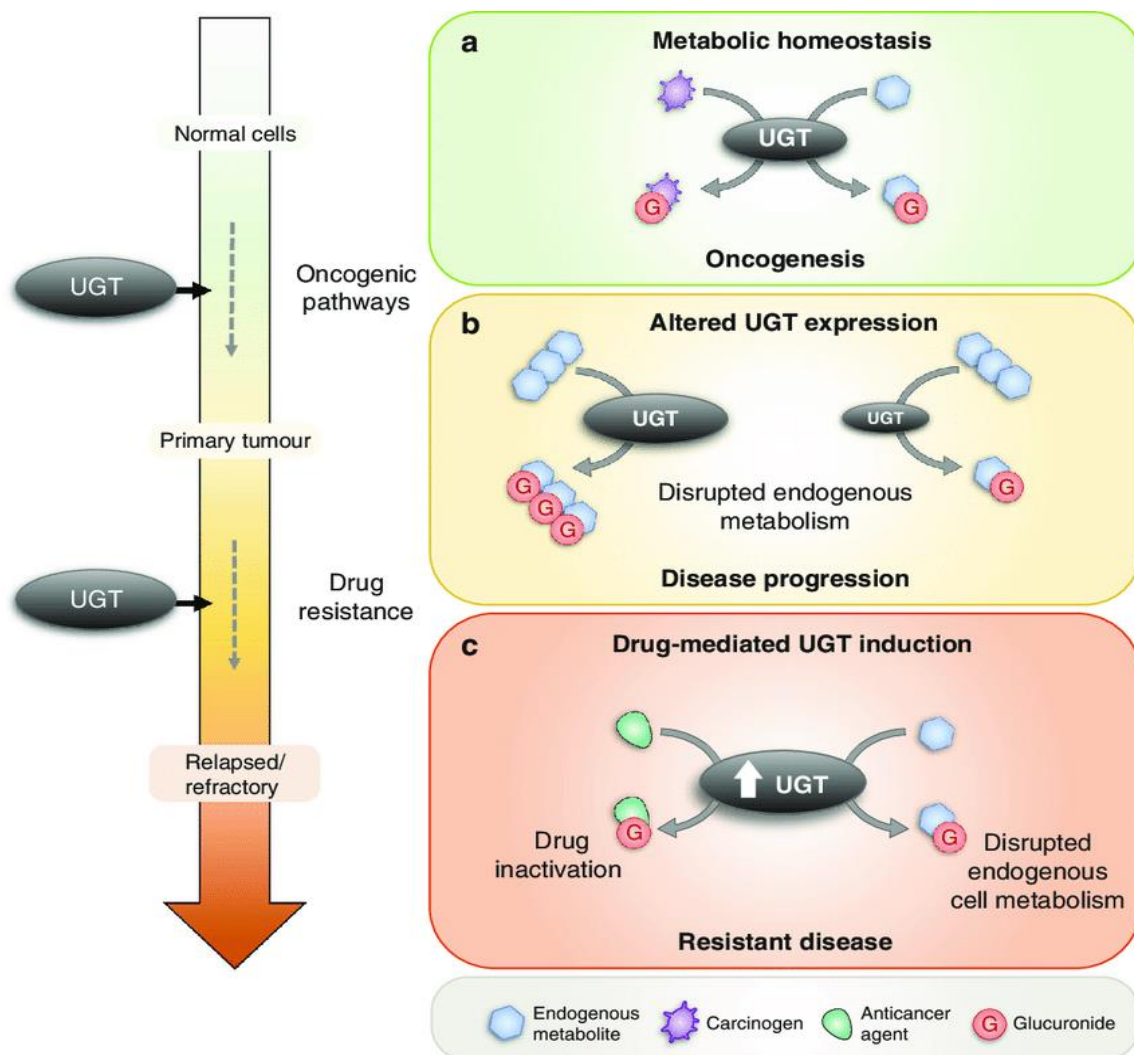 Normal cells
UGT
Oncogenic
pathways
Primary tumour
UGT
Drug
resistance
Relapsed/
refractory
a
Metabolic homeostasis
UGT
G
G
Oncogenesis
b
Altered UGT expression
UGT
UGT
G
G
G
G
Disrupted endogenous
metabolism
Disease progression
c
Drug-mediated UGT induction
UGT
G
G
Drug
inactivation
Disrupted
endogenous
cell metabolism
Resistant disease
Endogenous
metabolite
Carcinogen
Anticancer
agent
G
Glucuronide